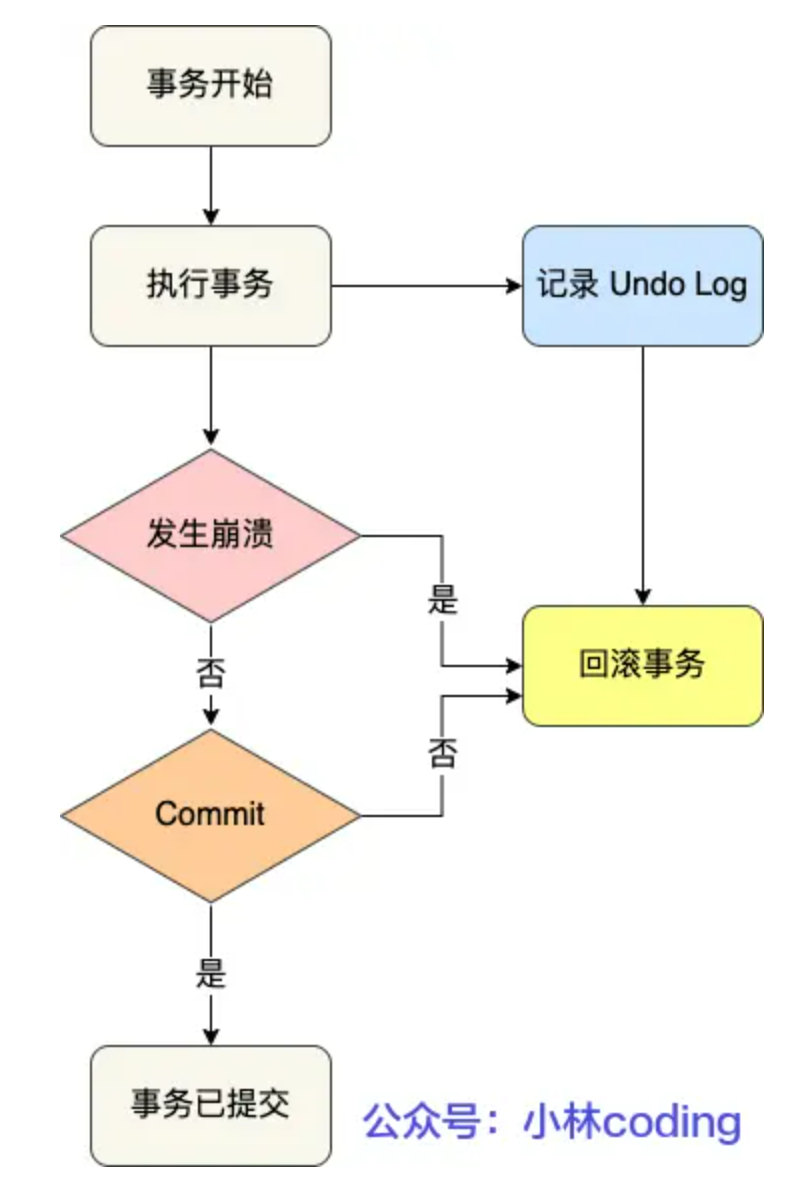 事务开始
执行事务
记录 Undo Log
发生崩溃
是
否
回滚事务
否
Commit
是
事务已提交
公众号：小林coding